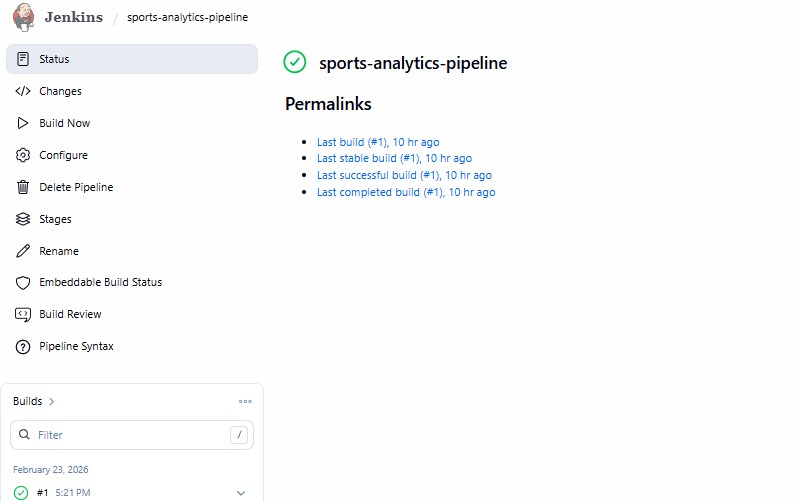 Jenkins / sports-analytics-pipeline
Status
Changes
Build Now
Configure
Delete Pipeline
Stages
Rename
Embeddable Build Status
Build Review
Pipeline Syntax
Builds
Filter /
February 23, 2026
#1 5:21 PM
sports-analytics-pipeline
Permalinks
Last build (#1), 10 hr ago
Last stable build (#1), 10 hr ago
Last successful build (#1), 10 hr ago
Last completed build (#1), 10 hr ago